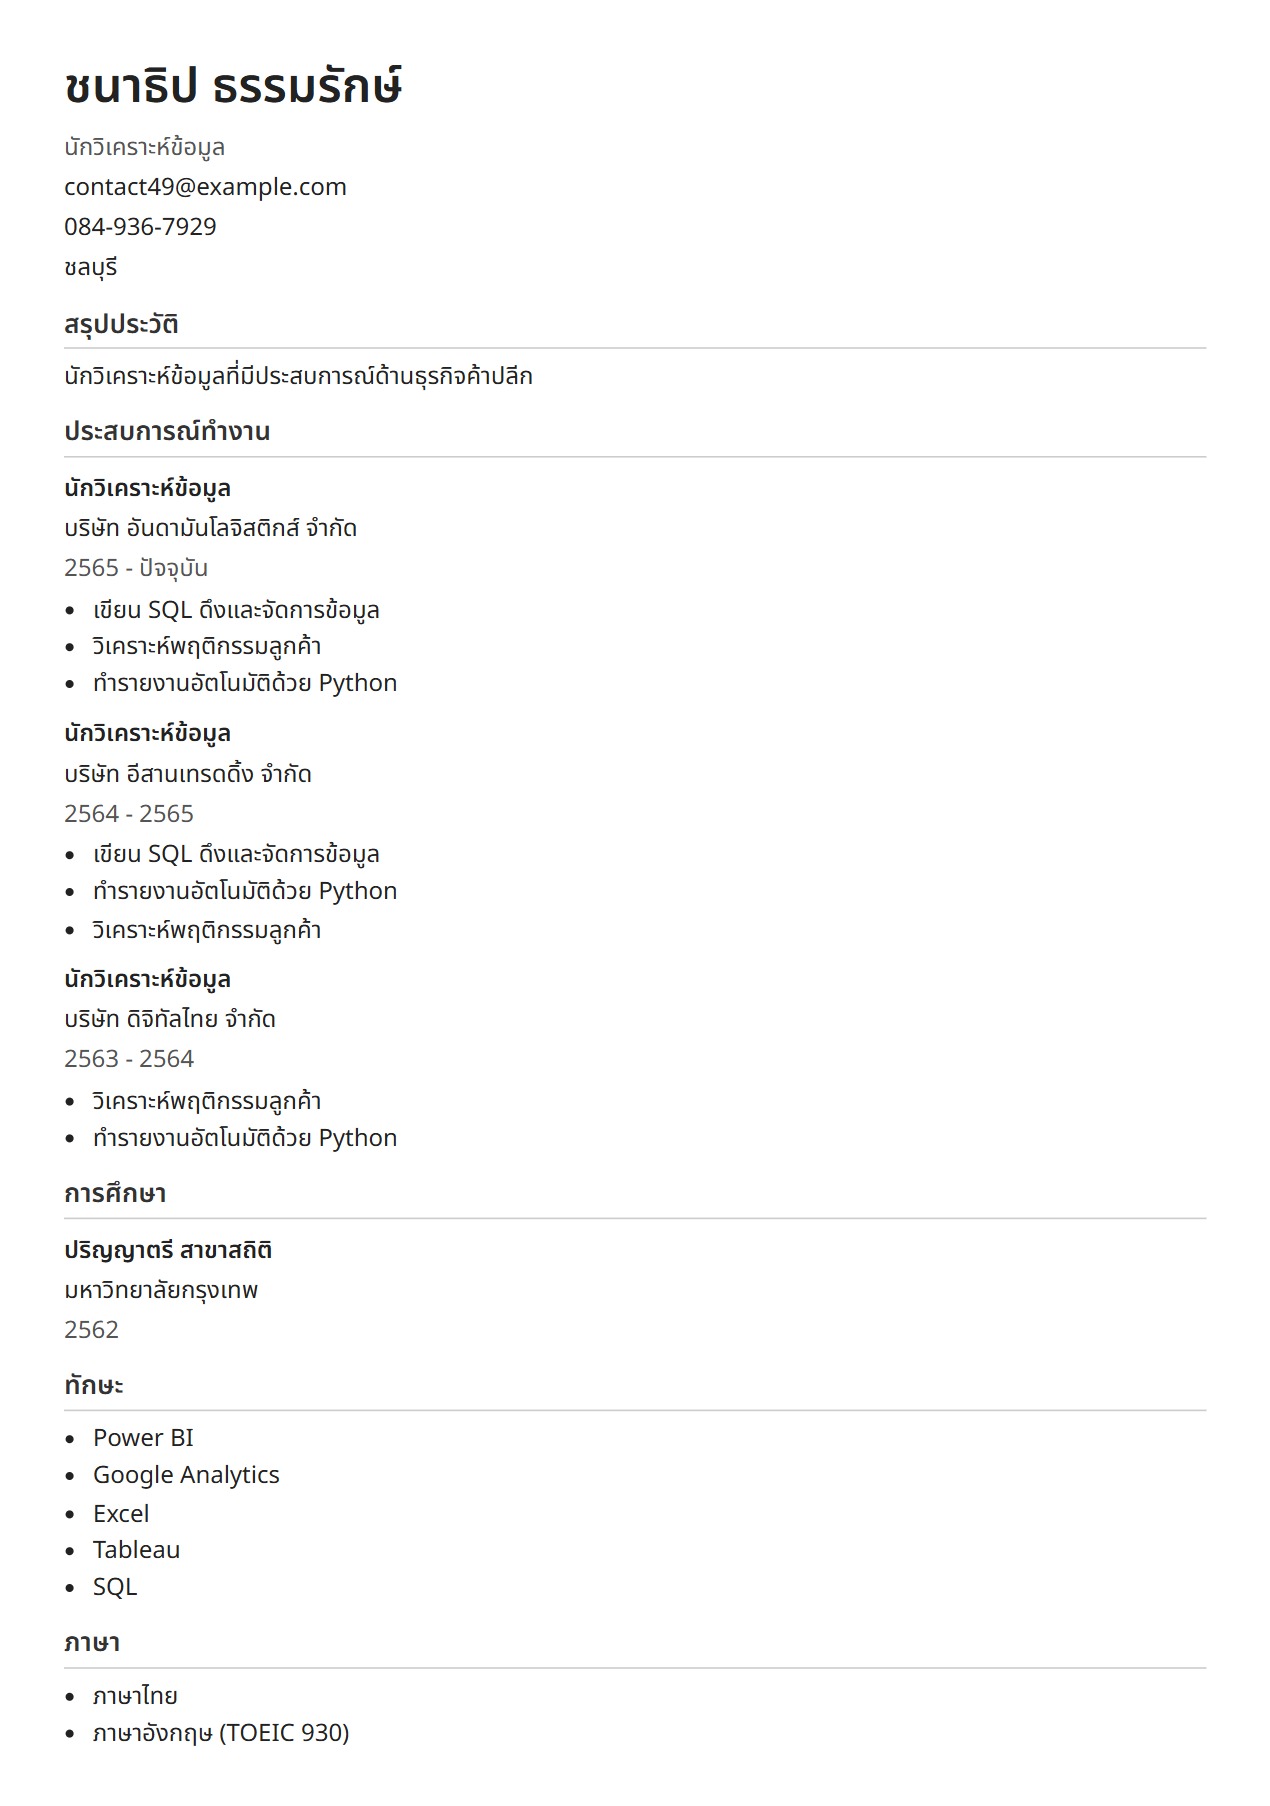 ชนาธิป ธรรมรักษ์
นักวิเคราะห์ข้อมูล
contact49@example.com
084-936-7929
ชลบุรี
สรุปประวัติ
นักวิเคราะห์ข้อมูลที่มีประสบการณ์ด้านธุรกิจค้าปลีก
ประสบการณ์ทำงาน
นักวิเคราะห์ข้อมูล
บริษัท อันดามันโลจิสติกส์ จำกัด
2565 - ปัจจุบัน
• เขียน SQL ดึงและจัดการข้อมูล
• วิเคราะห์พฤติกรรมลูกค้า
• ทำรายงานอัตโนมัติด้วย Python
นักวิเคราะห์ข้อมูล
บริษัท อีสานเทรดดิ้ง จำกัด
2564 - 2565
• เขียน SQL ดึงและจัดการข้อมูล
• ทำรายงานอัตโนมัติด้วย Python
• วิเคราะห์พฤติกรรมลูกค้า
นักวิเคราะห์ข้อมูล
บริษัท ดิจิทัลไทย จำกัด
2563 - 2564
• วิเคราะห์พฤติกรรมลูกค้า
• ทำรายงานอัตโนมัติด้วย Python
การศึกษา
ปริญญาตรี สาขาสถิติ
มหาวิทยาลัยกรุงเทพ
2562
ทักษะ
• Power BI
• Google Analytics
• Excel
• Tableau
• SQL
ภาษา
• ภาษาไทย
• ภาษาอังกฤษ (TOEIC 930)